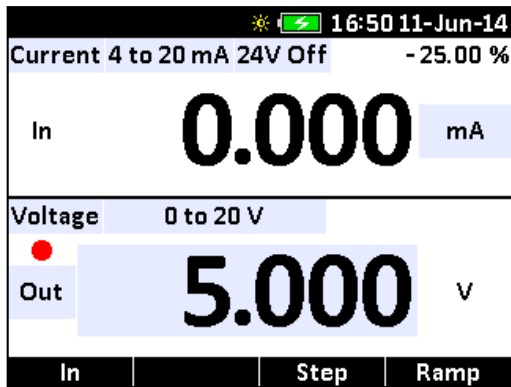 16:50 11-Jun-14
Current 4 to 20 mA 24V Off -25.00 %
In 0.000 mA
Voltage 0 to 20 V
Out 5.000 V
In Step Ramp